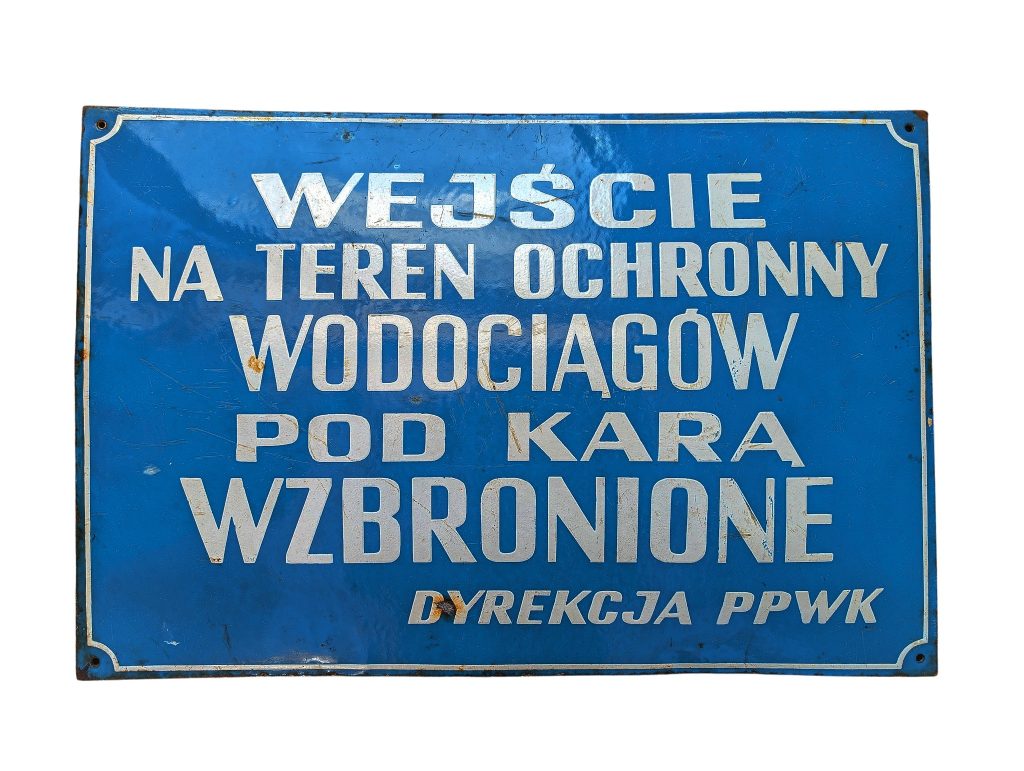 WEJŚCIE
NA TEREN OCHRONNY
WODOCIĄGÓW
POD KARĄ
WZBRONIONE
DYREKCJA PPWK